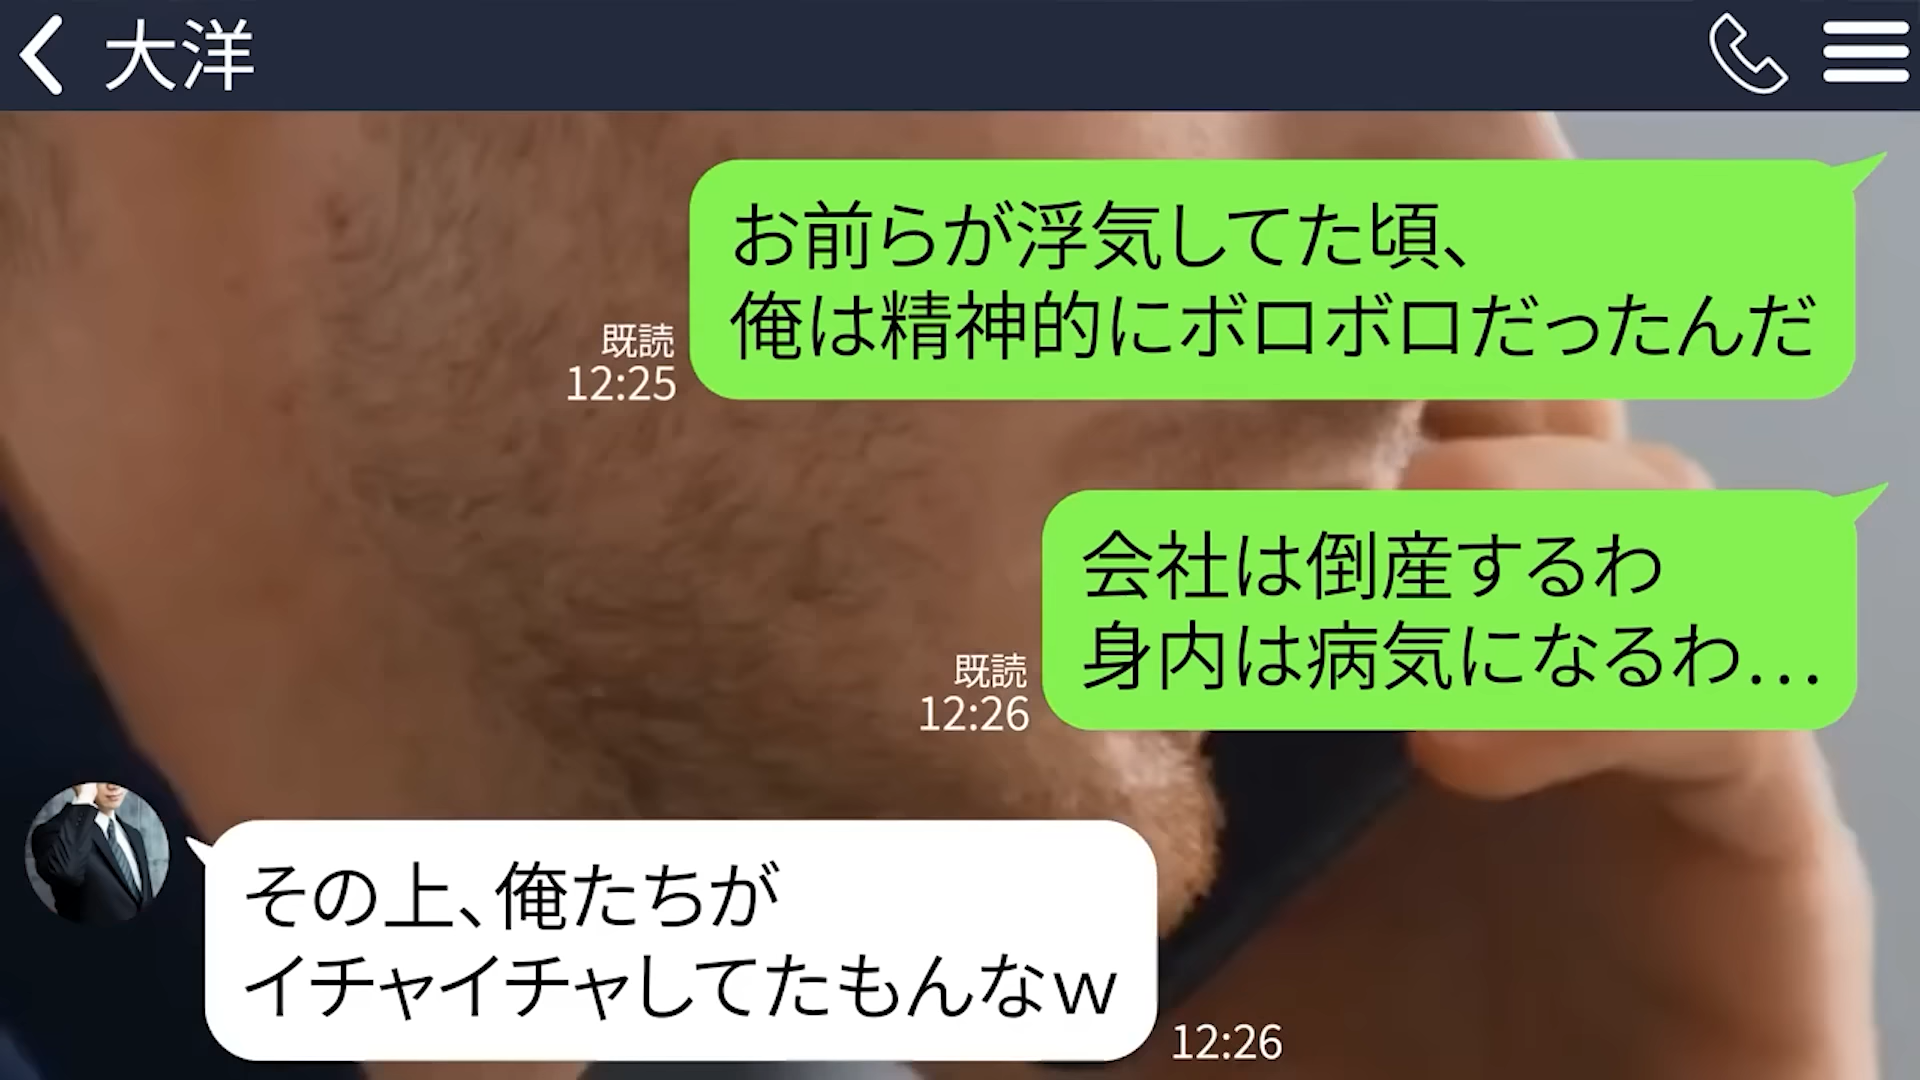 大洋
お前らが浮気してた頃、
俺は精神的にボロボロだったんだ
既読
12:25
会社は倒産するわ
身内は病気になるわ…
既読
12:26
その上、俺たちが
イチャイチャしてたもんなｗ
12:26